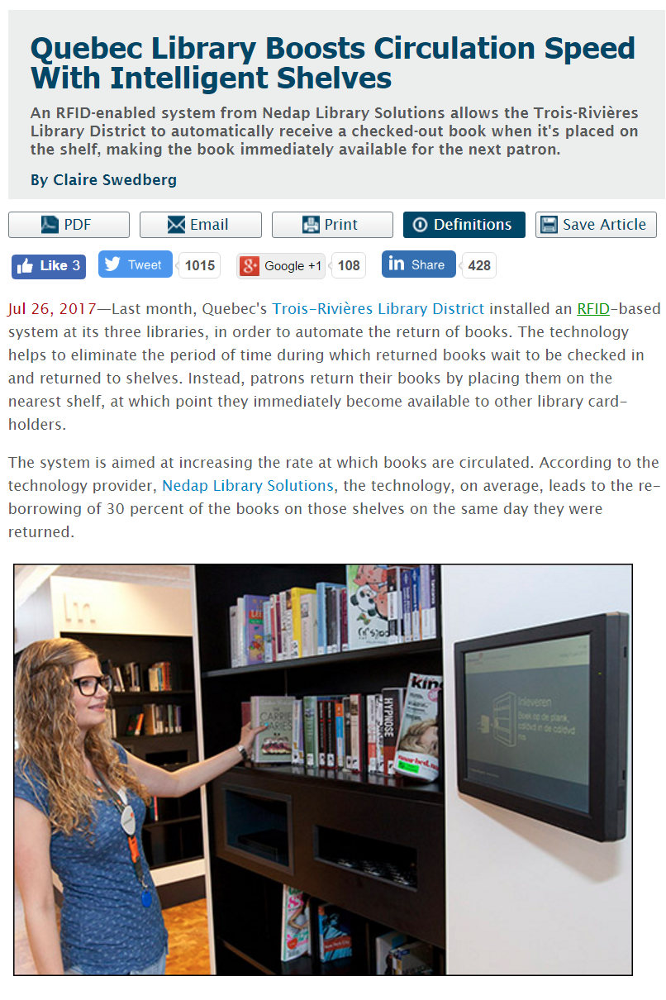 Quebec Library Boosts Circulation Speed
With Intelligent Shelves
An RFID-enabled system from Nedap Library Solutions allows the Trois-Rivières
Library District to automatically receive a checked-out book when it's placed on
the shelf, making the book immediately available for the next patron.
By Claire Swedberg
PDF Email Print Definitions Save Article
Like 3 Tweet 1015 Google +1 108 in Share 428
Jul 26, 2017—Last month, Quebec's Trois-Rivières Library District installed an RFID-based
system at its three libraries, in order to automate the return of books. The technology
helps to eliminate the period of time during which returned books wait to be checked in
and returned to shelves. Instead, patrons return their books by placing them on the
nearest shelf, at which point they immediately become available to other library card-
holders.
The system is aimed at increasing the rate at which books are circulated. According to the
technology provider, Nedap Library Solutions, the technology, on average, leads to the re-
borrowing of 30 percent of the books on those shelves on the same day they were
returned.
kin
HYPNOSE
CARRIE
Inleveren
Boek op de plank,
cd/dvd in de cd/dvd